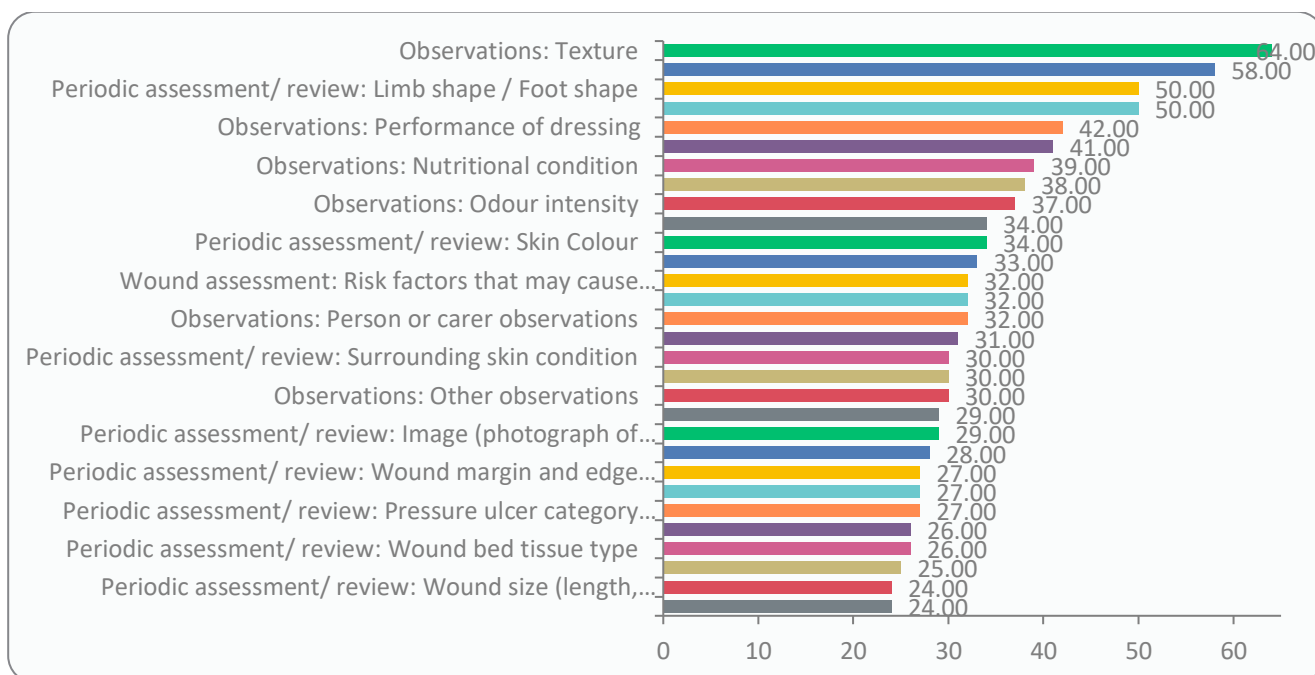 Observations: Texture 64.00
58.00
Periodic assessment/ review: Limb shape / Foot shape 50.00
50.00
Observations: Performance of dressing 42.00
41.00
Observations: Nutritional condition 39.00
38.00
Observations: Odour intensity 37.00
34.00
Periodic assessment/ review: Skin Colour 34.00
33.00
Wound assessment: Risk factors that may cause... 32.00
32.00
Observations: Person or carer observations 32.00
31.00
Periodic assessment/ review: Surrounding skin condition 30.00
30.00
Observations: Other observations 30.00
29.00
Periodic assessment/ review: Image (photograph of... 29.00
28.00
Periodic assessment/ review: Wound margin and edge... 27.00
27.00
Periodic assessment/ review: Pressure ulcer category... 27.00
26.00
Periodic assessment/ review: Wound bed tissue type 26.00
25.00
Periodic assessment/ review: Wound size (length,... 24.00
24.00
0 10 20 30 40 50 60